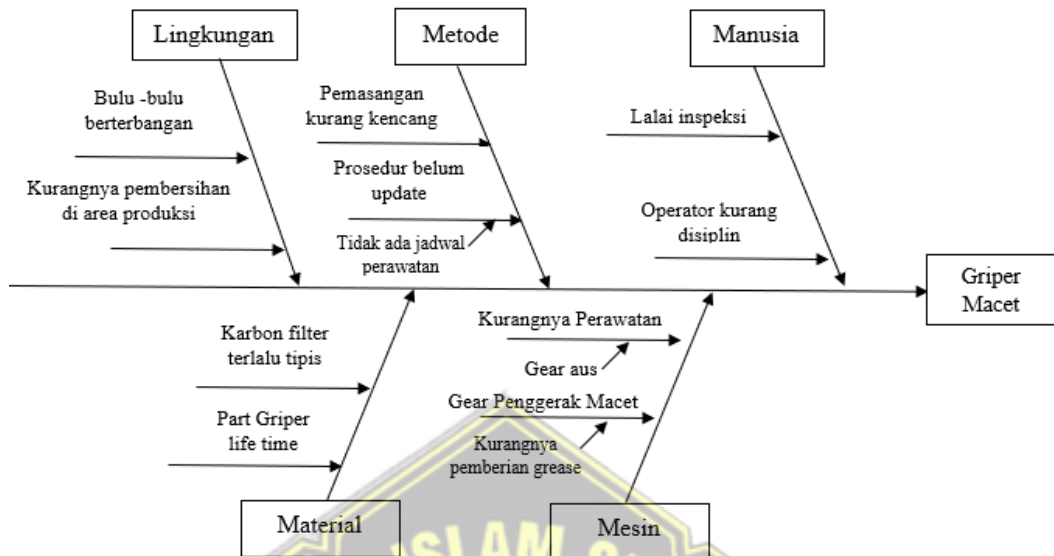 Lingkungan
Metode
Manusia
Bulu -bulu
berterbangan
Kurangnya pembersihan
di area produksi
Pemasangan
kurang kencang
Prosedur belum
update
Tidak ada jadwal
perawatan
Lalai inspeksi
Operator kurang
disiplin
Griper
Macet
Karbon filter
terlalu tipis
Part Griper
life time
Kurangnya Perawatan
Gear aus
Gear Penggerak Macet
Kurangnya
pemberian grease
Material
Mesin
ISLAM